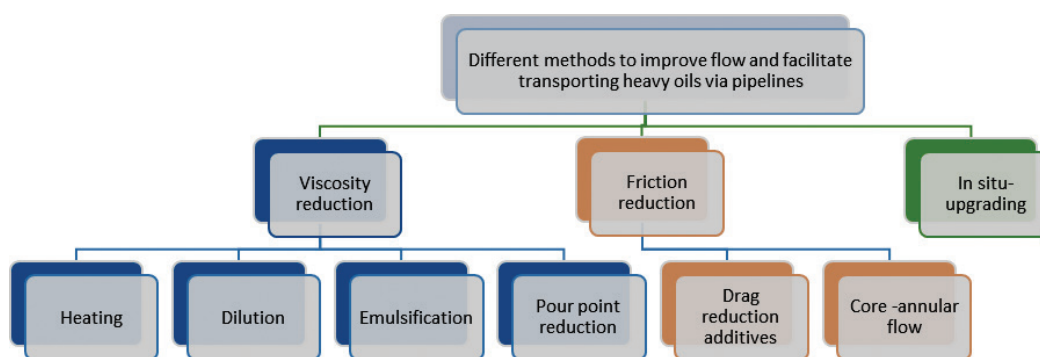 Different methods to improve flow and facilitate
transporting heavy oils via pipelines
Viscosity
reduction
Friction
reduction
In situ-
upgrading
Heating
Dilution
Emulsification
Pour point
reduction
Drag
reduction
additives
Core -annular
flow